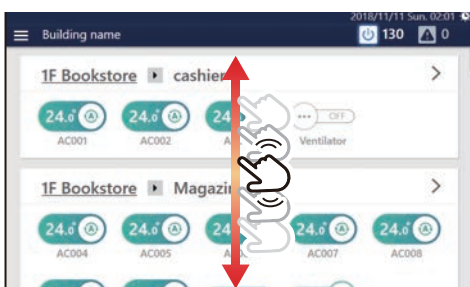 2018/11/11 Sun. 02:01
Building name 130 0
1F Bookstore cashier
24.0 A 24.0 A 24. ... OFF
AC001 AC002 A Ventilator
1F Bookstore Magazi
24.0 A 24.0 A 24. 24.0 A 24.0 A
AC004 AC005 AC007 AC008